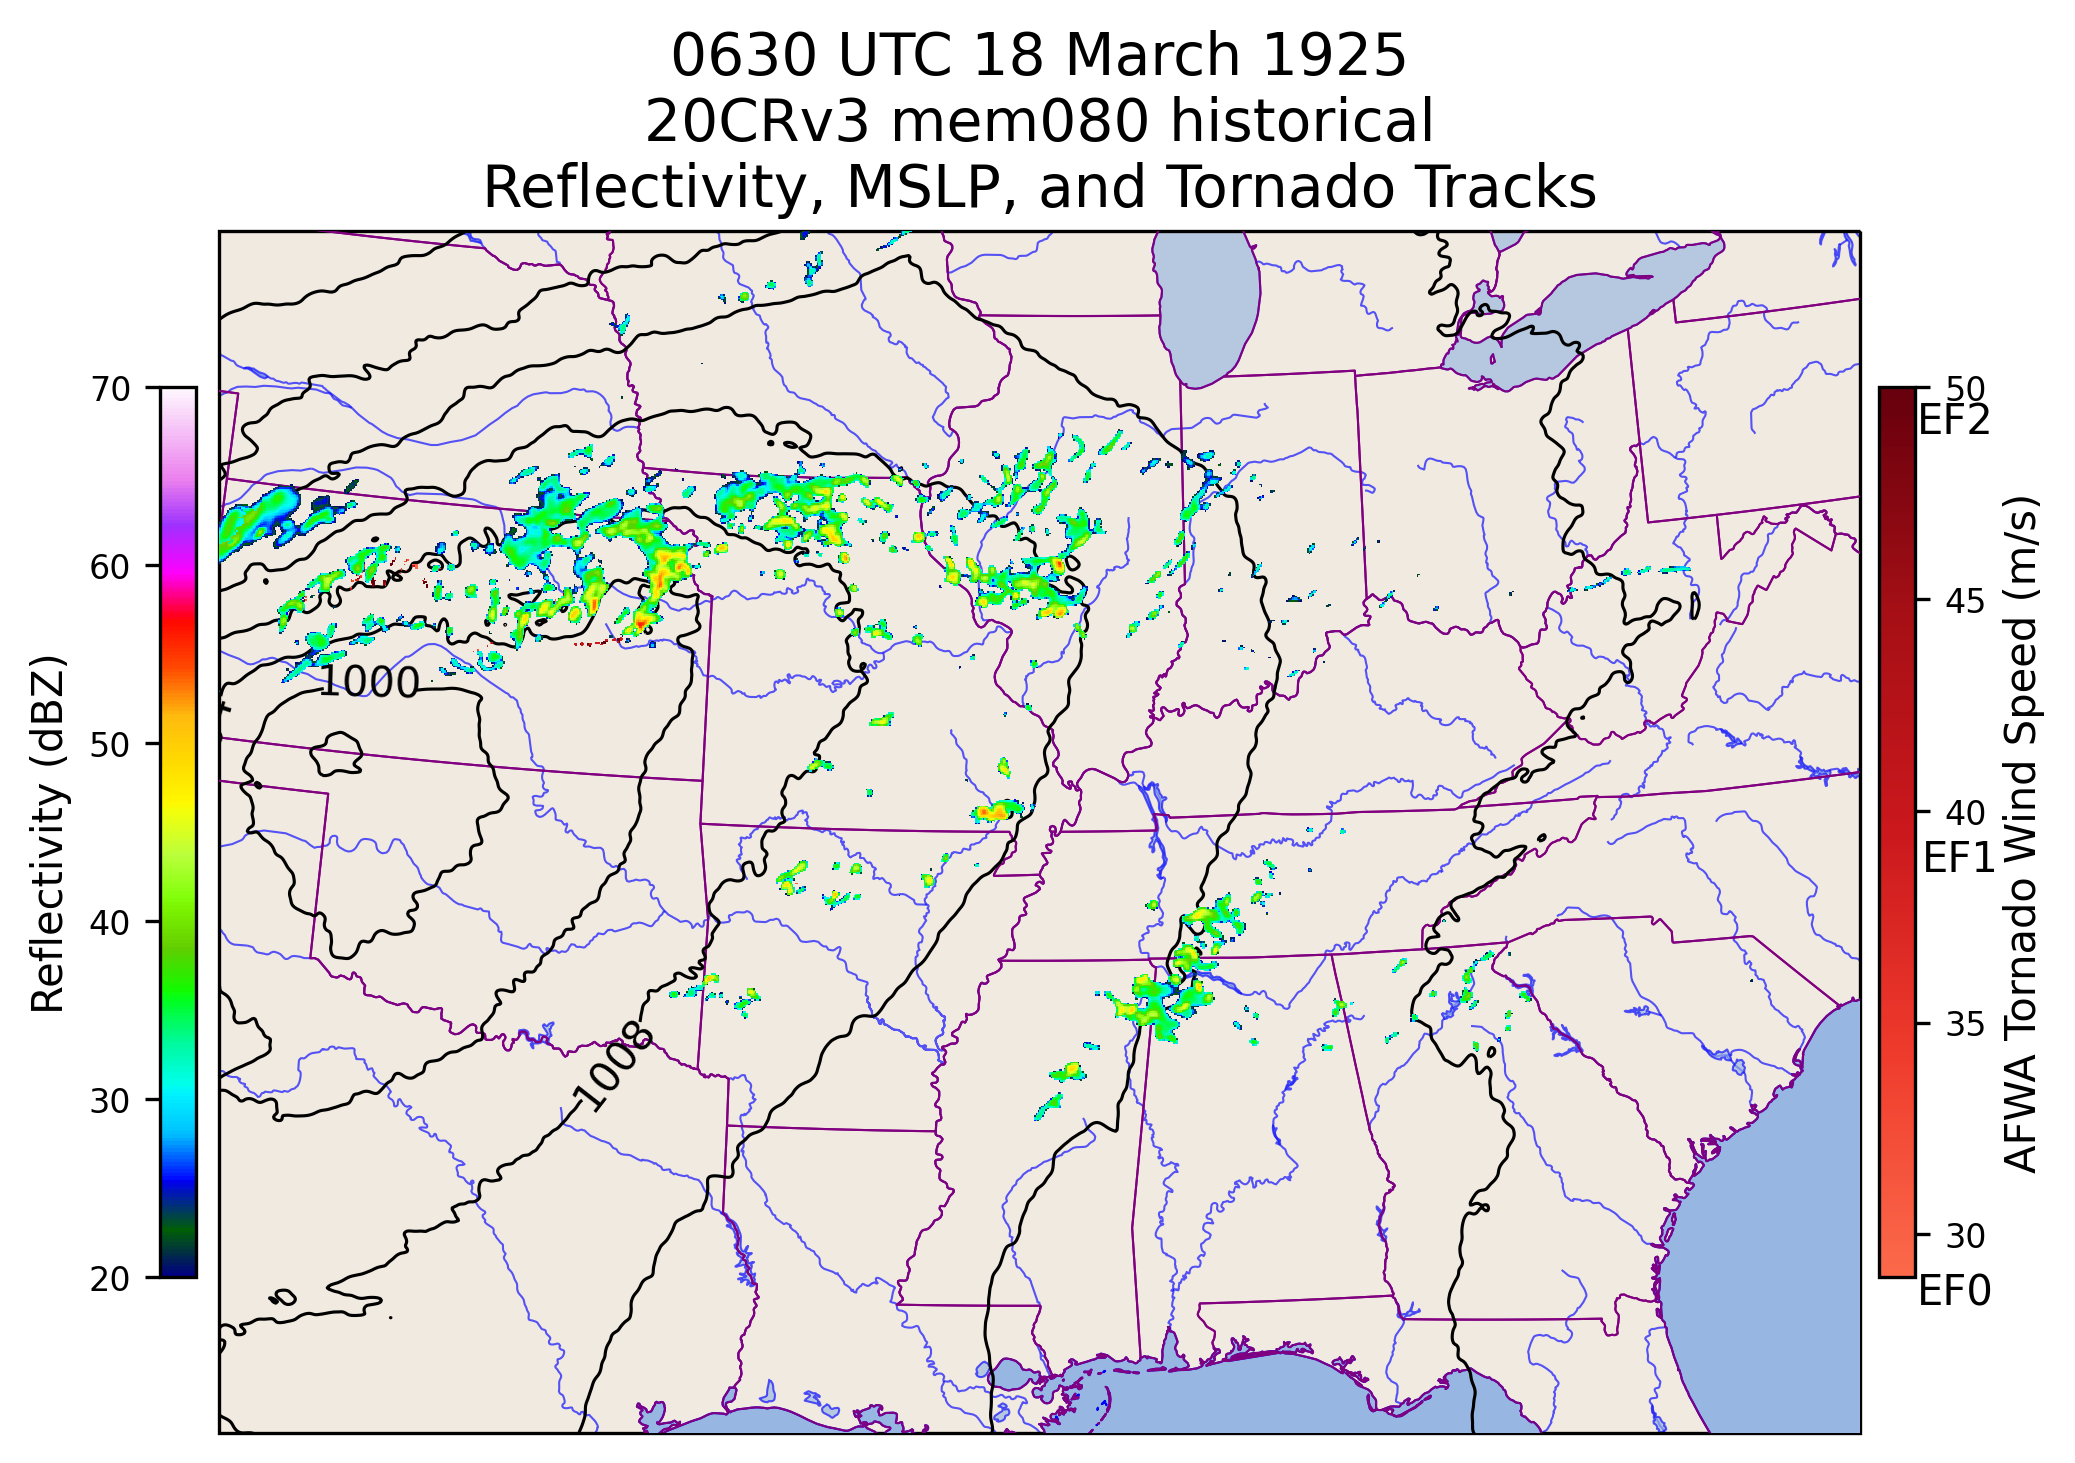 0630 UTC 18 March 1925
20CRv3 mem080 historical
Reflectivity, MSLP, and Tornado Tracks
Reflectivity (dBZ)
70
60
50
40
30
20
1000
1008
50
EF2
45
40
EF1
35
30
EF0
AFWA Tornado Wind Speed (m/s)